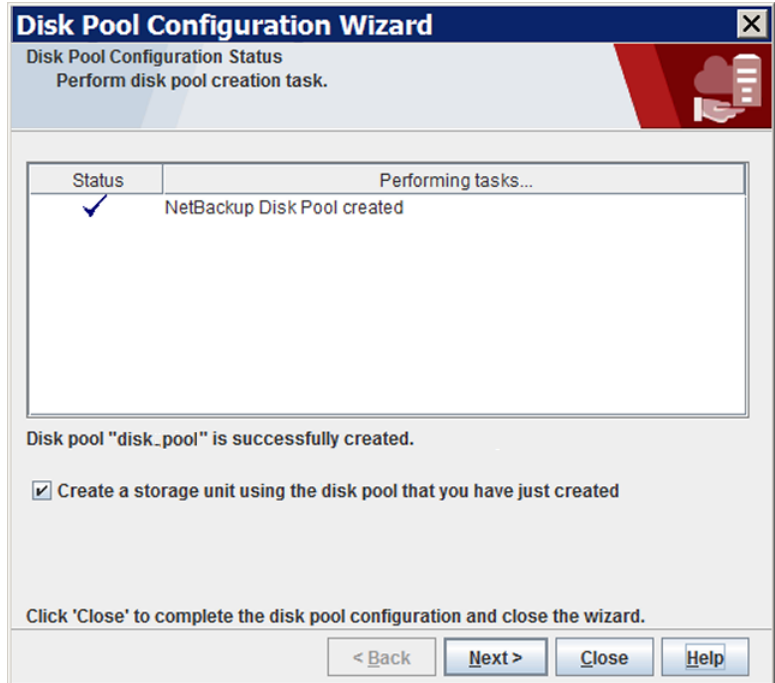 Disk Pool Configuration Wizard
Disk Pool Configuration Status
Perform disk pool creation task.
Status Performing tasks...
NetBackup Disk Pool created
Disk pool "disk_pool" is successfully created.
Create a storage unit using the disk pool that you have just created
Click 'Close' to complete the disk pool configuration and close the wizard.
< Back Next > Close Help